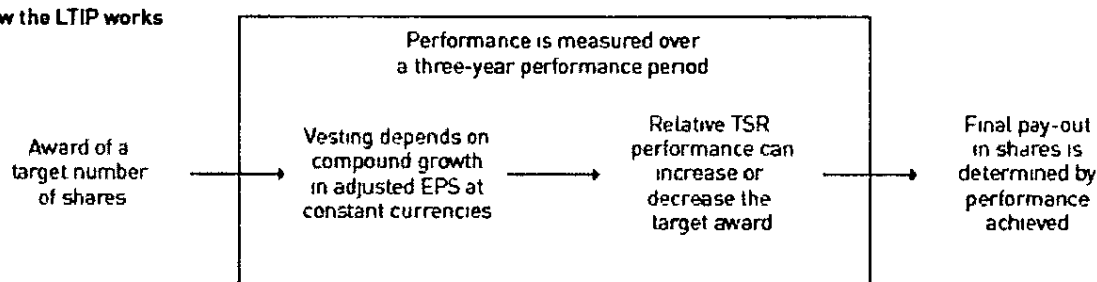 w the LTIP works
Performance is measured over
a three-year performance period
Award of a
target number
of shares
Vesting depends on
compound growth
in adjusted EPS at
constant currencies
Relative TSR
performance can
increase or
decrease the
target award
Final pay-out
in shares is
determined by
performance
achieved